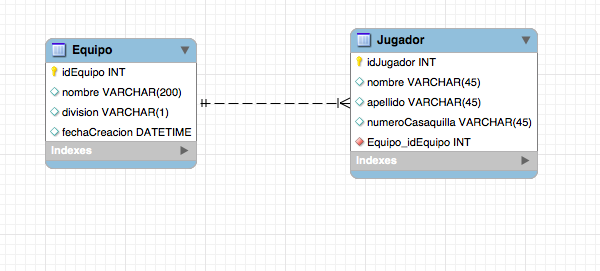 Equipo
idEquipo INT
nombre VARCHAR(200)
division VARCHAR(1)
fechaCreacion DATETIME
Indexes
Jugador
idJugador INT
nombre VARCHAR(45)
apellido VARCHAR(45)
numeroCasaquilla VARCHAR(45)
Equipo_idEquipo INT
Indexes